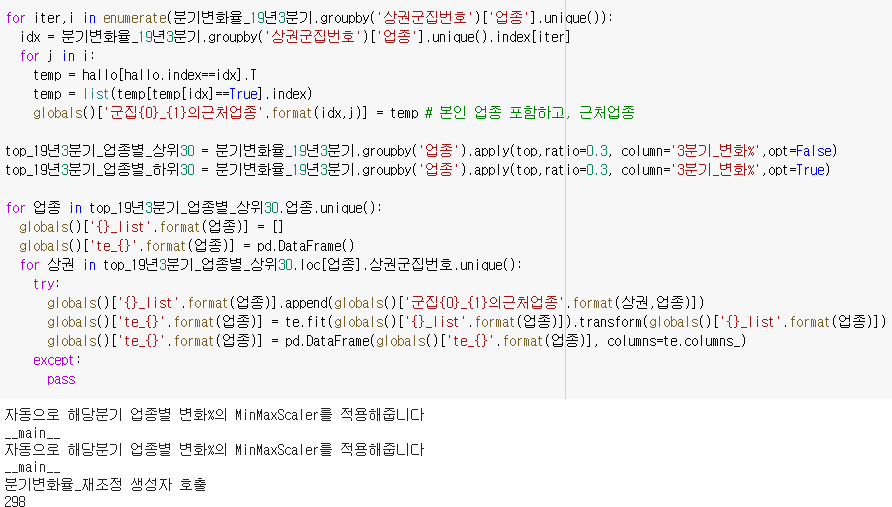 for iter,i in enumerate(분기변화율_19년3분기.groupby('상권군집번호')['업종'].unique()):
  idx = 분기변화율_19년3분기.groupby('상권군집번호')['업종'].unique().index[iter]
  for j in i:
    temp = hallo[hallo.index==idx].T
    temp = list(temp[temp[idx]==True].index)
    globals()['군집{0}_{1}의근처업종'.format(idx,j)] = temp # 본인 업종 포함하고, 근처업종
top_19년3분기_업종별_상위30 = 분기변화율_19년3분기.groupby('업종').apply(top,ratio=0.3, column='3분기_변화%',opt=False)
top_19년3분기_업종별_하위30 = 분기변화율_19년3분기.groupby('업종').apply(top,ratio=0.3, column='3분기_변화%',opt=True)
for 업종 in top_19년3분기_업종별_상위30.업종.unique():
  globals()['{}_list'.format(업종)] = []
  globals()['te_{}'.format(업종)] = pd.DataFrame()
  for 상권 in top_19년3분기_업종별_상위30.loc[업종].상권군집번호.unique():
    try:
      globals()['{}_list'.format(업종)].append(globals()['군집{0}_{1}의근처업종'.format(상권,업종)])
      globals()['te_{}'.format(업종)] = te.fit(globals()['{}_list'.format(업종)]).transform(globals()['{}_list'.format(업종)])
      globals()['te_{}'.format(업종)] = pd.DataFrame(globals()['te_{}'.format(업종)], columns=te.columns_)
    except:
      pass
자동으로 해당분기 업종별 변화%의 MinMaxScaler를 적용해줍니다
__main__
자동으로 해당분기 업종별 변화%의 MinMaxScaler를 적용해줍니다
__main__
분기변화율_재조정 생성자 호출
298